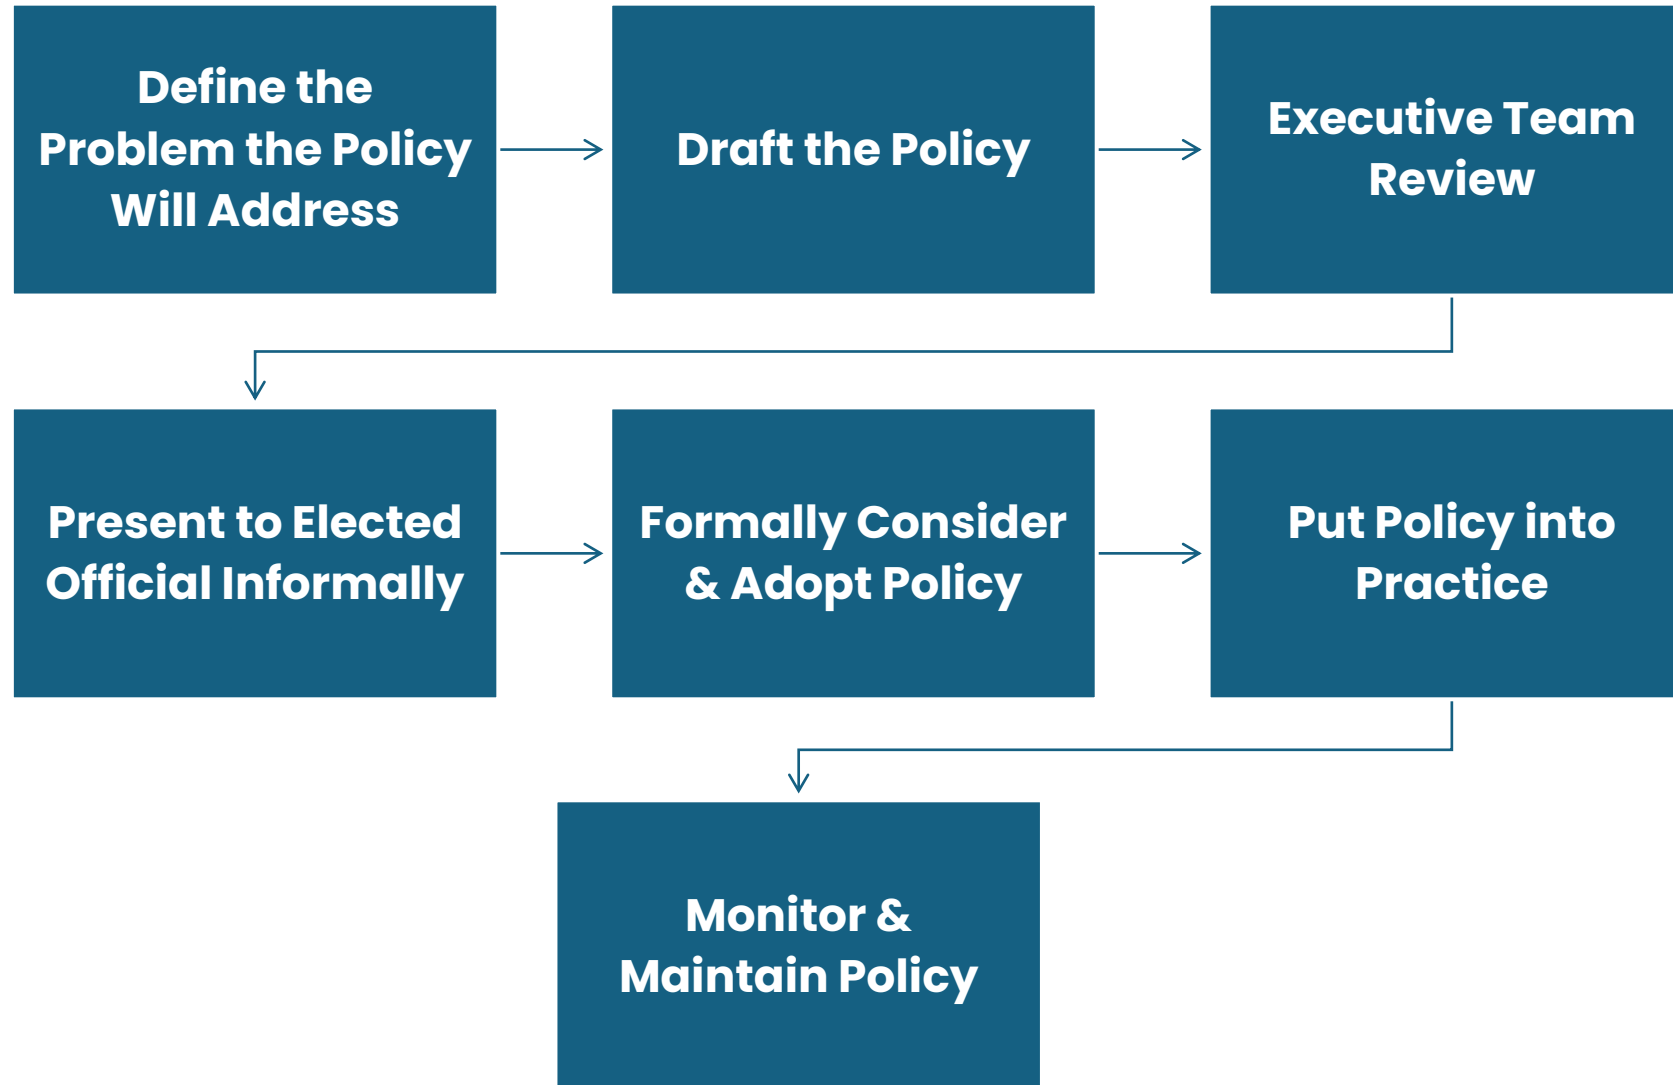 Define the
Problem the Policy
Will Address
Draft the Policy
Executive Team
Review
Present to Elected
Official Informally
Formally Consider
& Adopt Policy
Put Policy into
Practice
Monitor &
Maintain Policy